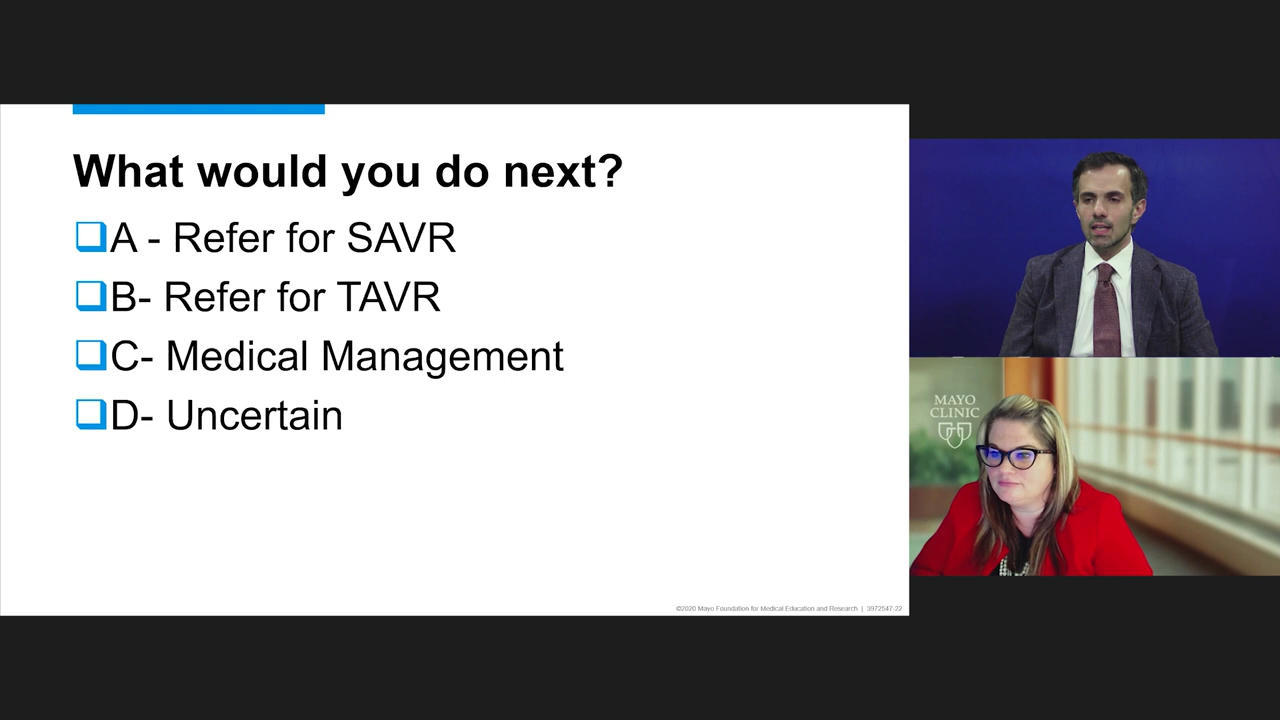 What would you do next?
A - Refer for SAVR
B- Refer for TAVR
C- Medical Management
D- Uncertain
©2020 Mayo Foundation for Medical Education and Research | 3972547-22
MAYO
CLINIC